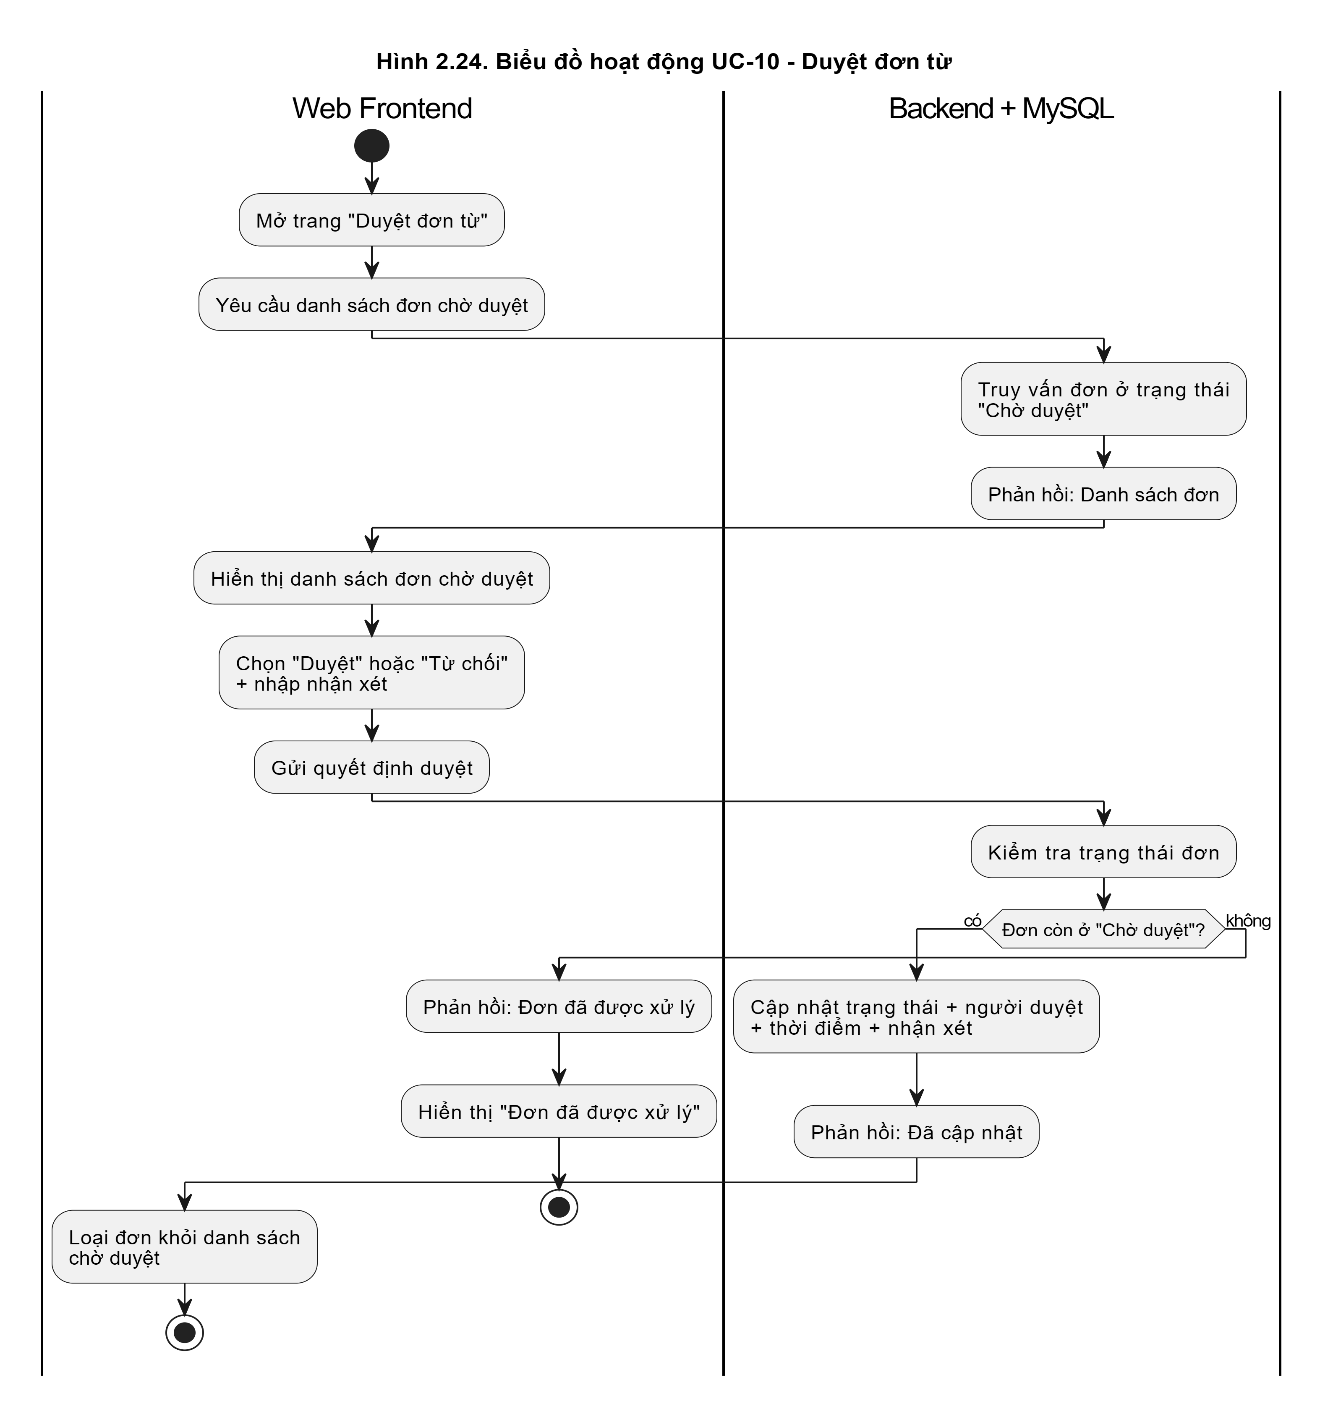 Hình 2.24. Biểu đồ hoạt động UC-10 - Duyệt đơn từ
Web Frontend
Backend + MySQL
Mở trang "Duyệt đơn từ"
Yêu cầu danh sách đơn chờ duyệt
Truy vấn đơn ở trạng thái
"Chờ duyệt"
Phản hồi: Danh sách đơn
Hiển thị danh sách đơn chờ duyệt
Chọn "Duyệt" hoặc "Từ chối"
+ nhập nhận xét
Gửi quyết định duyệt
Kiểm tra trạng thái đơn
có
Đơn còn ở "Chờ duyệt"?
không
Phản hồi: Đơn đã được xử lý
Cập nhật trạng thái + người duyệt
+ thời điểm + nhận xét
Hiển thị "Đơn đã được xử lý"
Phản hồi: Đã cập nhật
Loại đơn khỏi danh sách
chờ duyệt